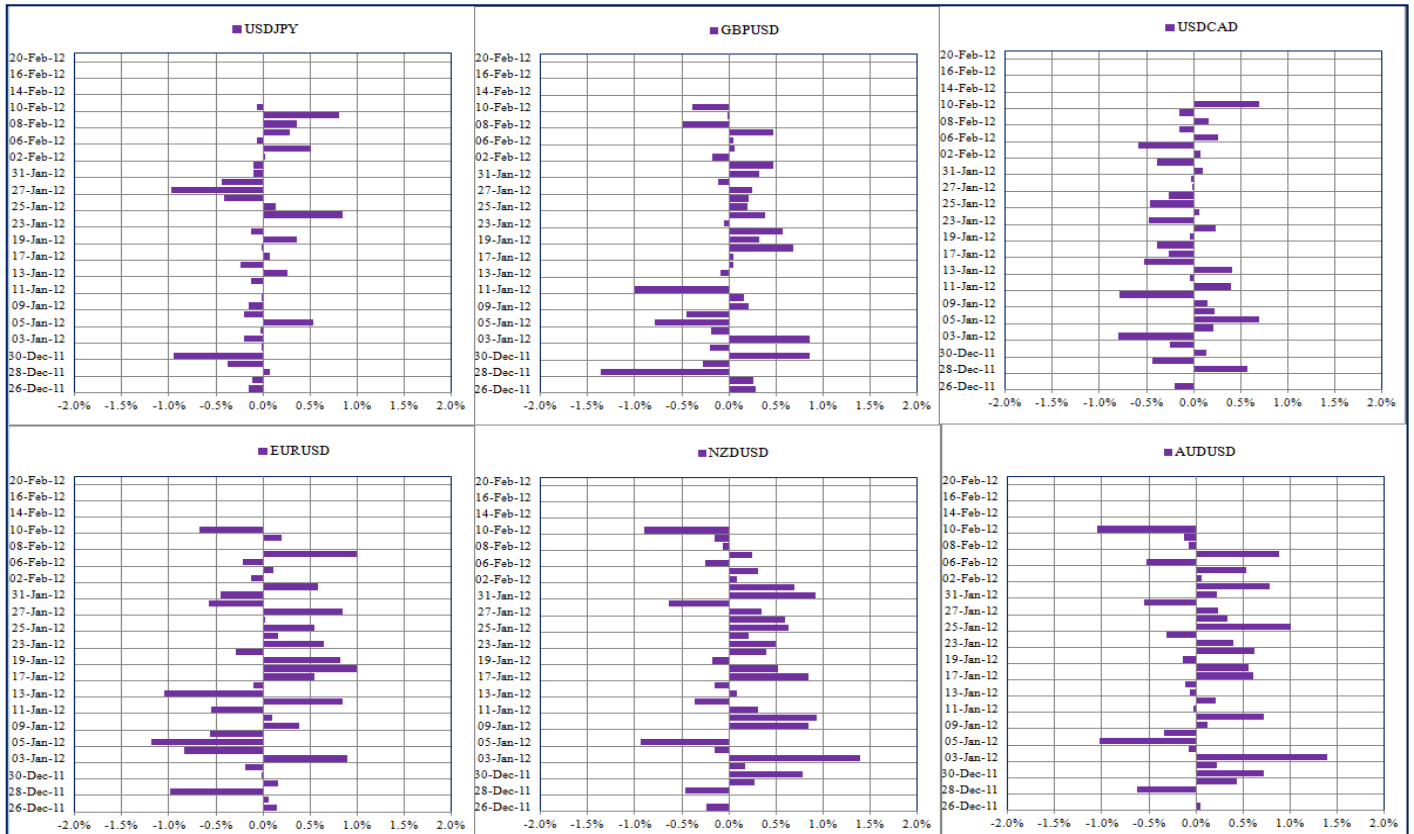 USDJPY
20-Feb-12
16-Feb-12
14-Feb-12
10-Feb-12
08-Feb-12
06-Feb-12
02-Feb-12
31-Jan-12
27-Jan-12
25-Jan-12
23-Jan-12
19-Jan-12
17-Jan-12
13-Jan-12
11-Jan-12
09-Jan-12
05-Jan-12
03-Jan-12
30-Dec-11
28-Dec-11
26-Dec-11
-2.0% -1.5% -1.0% -0.5% 0.0% 0.5% 1.0% 1.5% 2.0%
GBPUSD
20-Feb-12
16-Feb-12
14-Feb-12
10-Feb-12
08-Feb-12
06-Feb-12
02-Feb-12
31-Jan-12
27-Jan-12
25-Jan-12
23-Jan-12
19-Jan-12
17-Jan-12
13-Jan-12
11-Jan-12
09-Jan-12
05-Jan-12
03-Jan-12
30-Dec-11
28-Dec-11
26-Dec-11
-2.0% -1.5% -1.0% -0.5% 0.0% 0.5% 1.0% 1.5% 2.0%
USDCAD
20-Feb-12
16-Feb-12
14-Feb-12
10-Feb-12
08-Feb-12
06-Feb-12
02-Feb-12
31-Jan-12
27-Jan-12
25-Jan-12
23-Jan-12
19-Jan-12
17-Jan-12
13-Jan-12
11-Jan-12
09-Jan-12
05-Jan-12
03-Jan-12
30-Dec-11
28-Dec-11
26-Dec-11
-2.0% -1.5% -1.0% -0.5% 0.0% 0.5% 1.0% 1.5% 2.0%
EURUSD
20-Feb-12
16-Feb-12
14-Feb-12
10-Feb-12
08-Feb-12
06-Feb-12
02-Feb-12
31-Jan-12
27-Jan-12
25-Jan-12
23-Jan-12
19-Jan-12
17-Jan-12
13-Jan-12
11-Jan-12
09-Jan-12
05-Jan-12
03-Jan-12
30-Dec-11
28-Dec-11
26-Dec-11
-2.0% -1.5% -1.0% -0.5% 0.0% 0.5% 1.0% 1.5% 2.0%
NZDUSD
20-Feb-12
16-Feb-12
14-Feb-12
10-Feb-12
08-Feb-12
06-Feb-12
02-Feb-12
31-Jan-12
27-Jan-12
25-Jan-12
23-Jan-12
19-Jan-12
17-Jan-12
13-Jan-12
11-Jan-12
09-Jan-12
05-Jan-12
03-Jan-12
30-Dec-11
28-Dec-11
26-Dec-11
-2.0% -1.5% -1.0% -0.5% 0.0% 0.5% 1.0% 1.5% 2.0%
AUDUSD
20-Feb-12
16-Feb-12
14-Feb-12
10-Feb-12
08-Feb-12
06-Feb-12
02-Feb-12
31-Jan-12
27-Jan-12
25-Jan-12
23-Jan-12
19-Jan-12
17-Jan-12
13-Jan-12
11-Jan-12
09-Jan-12
05-Jan-12
03-Jan-12
30-Dec-11
28-Dec-11
26-Dec-11
-2.0% -1.5% -1.0% -0.5% 0.0% 0.5% 1.0% 1.5% 2.0%